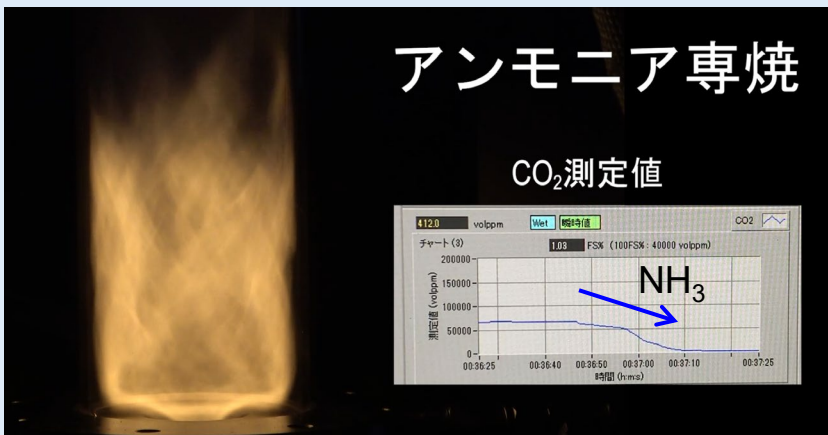 アンモニア専焼
CO₂測定値
412.0 volppm Wet 瞬時値 CO2
チャート(3) 1.03 FS% (100FS% : 40000 volppm)
測定値 (volppm)
200000
150000
100000
50000
0
NH₃
00:36:25 00:36:40 00:36:50 00:37:00 00:37:10 00:37:25
時間 (h:m:s)